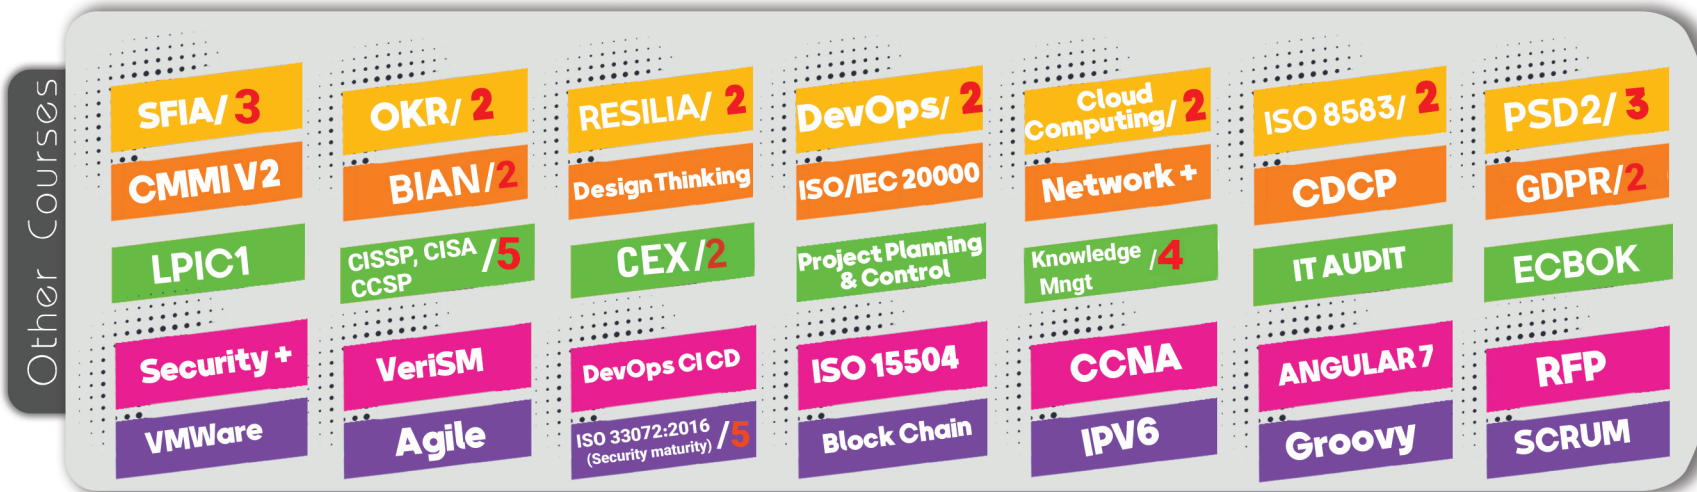 Other Courses
SFIA/ 3
OKR/ 2
RESILIA/ 2
DevOps/ 2
Cloud
Computing/ 2
ISO 8583/ 2
PSD2/ 3
CMMI V2
BIAN/2
Design Thinking
ISO/IEC 20000
Network +
CDCP
GDPR/2
LPIC1
CISSP, CISA /5
CCSP
CEX/2
Project Planning
& Control
Knowledge /4
Mngt
IT AUDIT
ECBOK
Security +
VeriSM
DevOps CI CD
ISO 15504
CCNA
ANGULAR 7
RFP
VMWare
Agile
ISO 33072:2016 /5
(Security maturity)
Block Chain
IPV6
Groovy
SCRUM